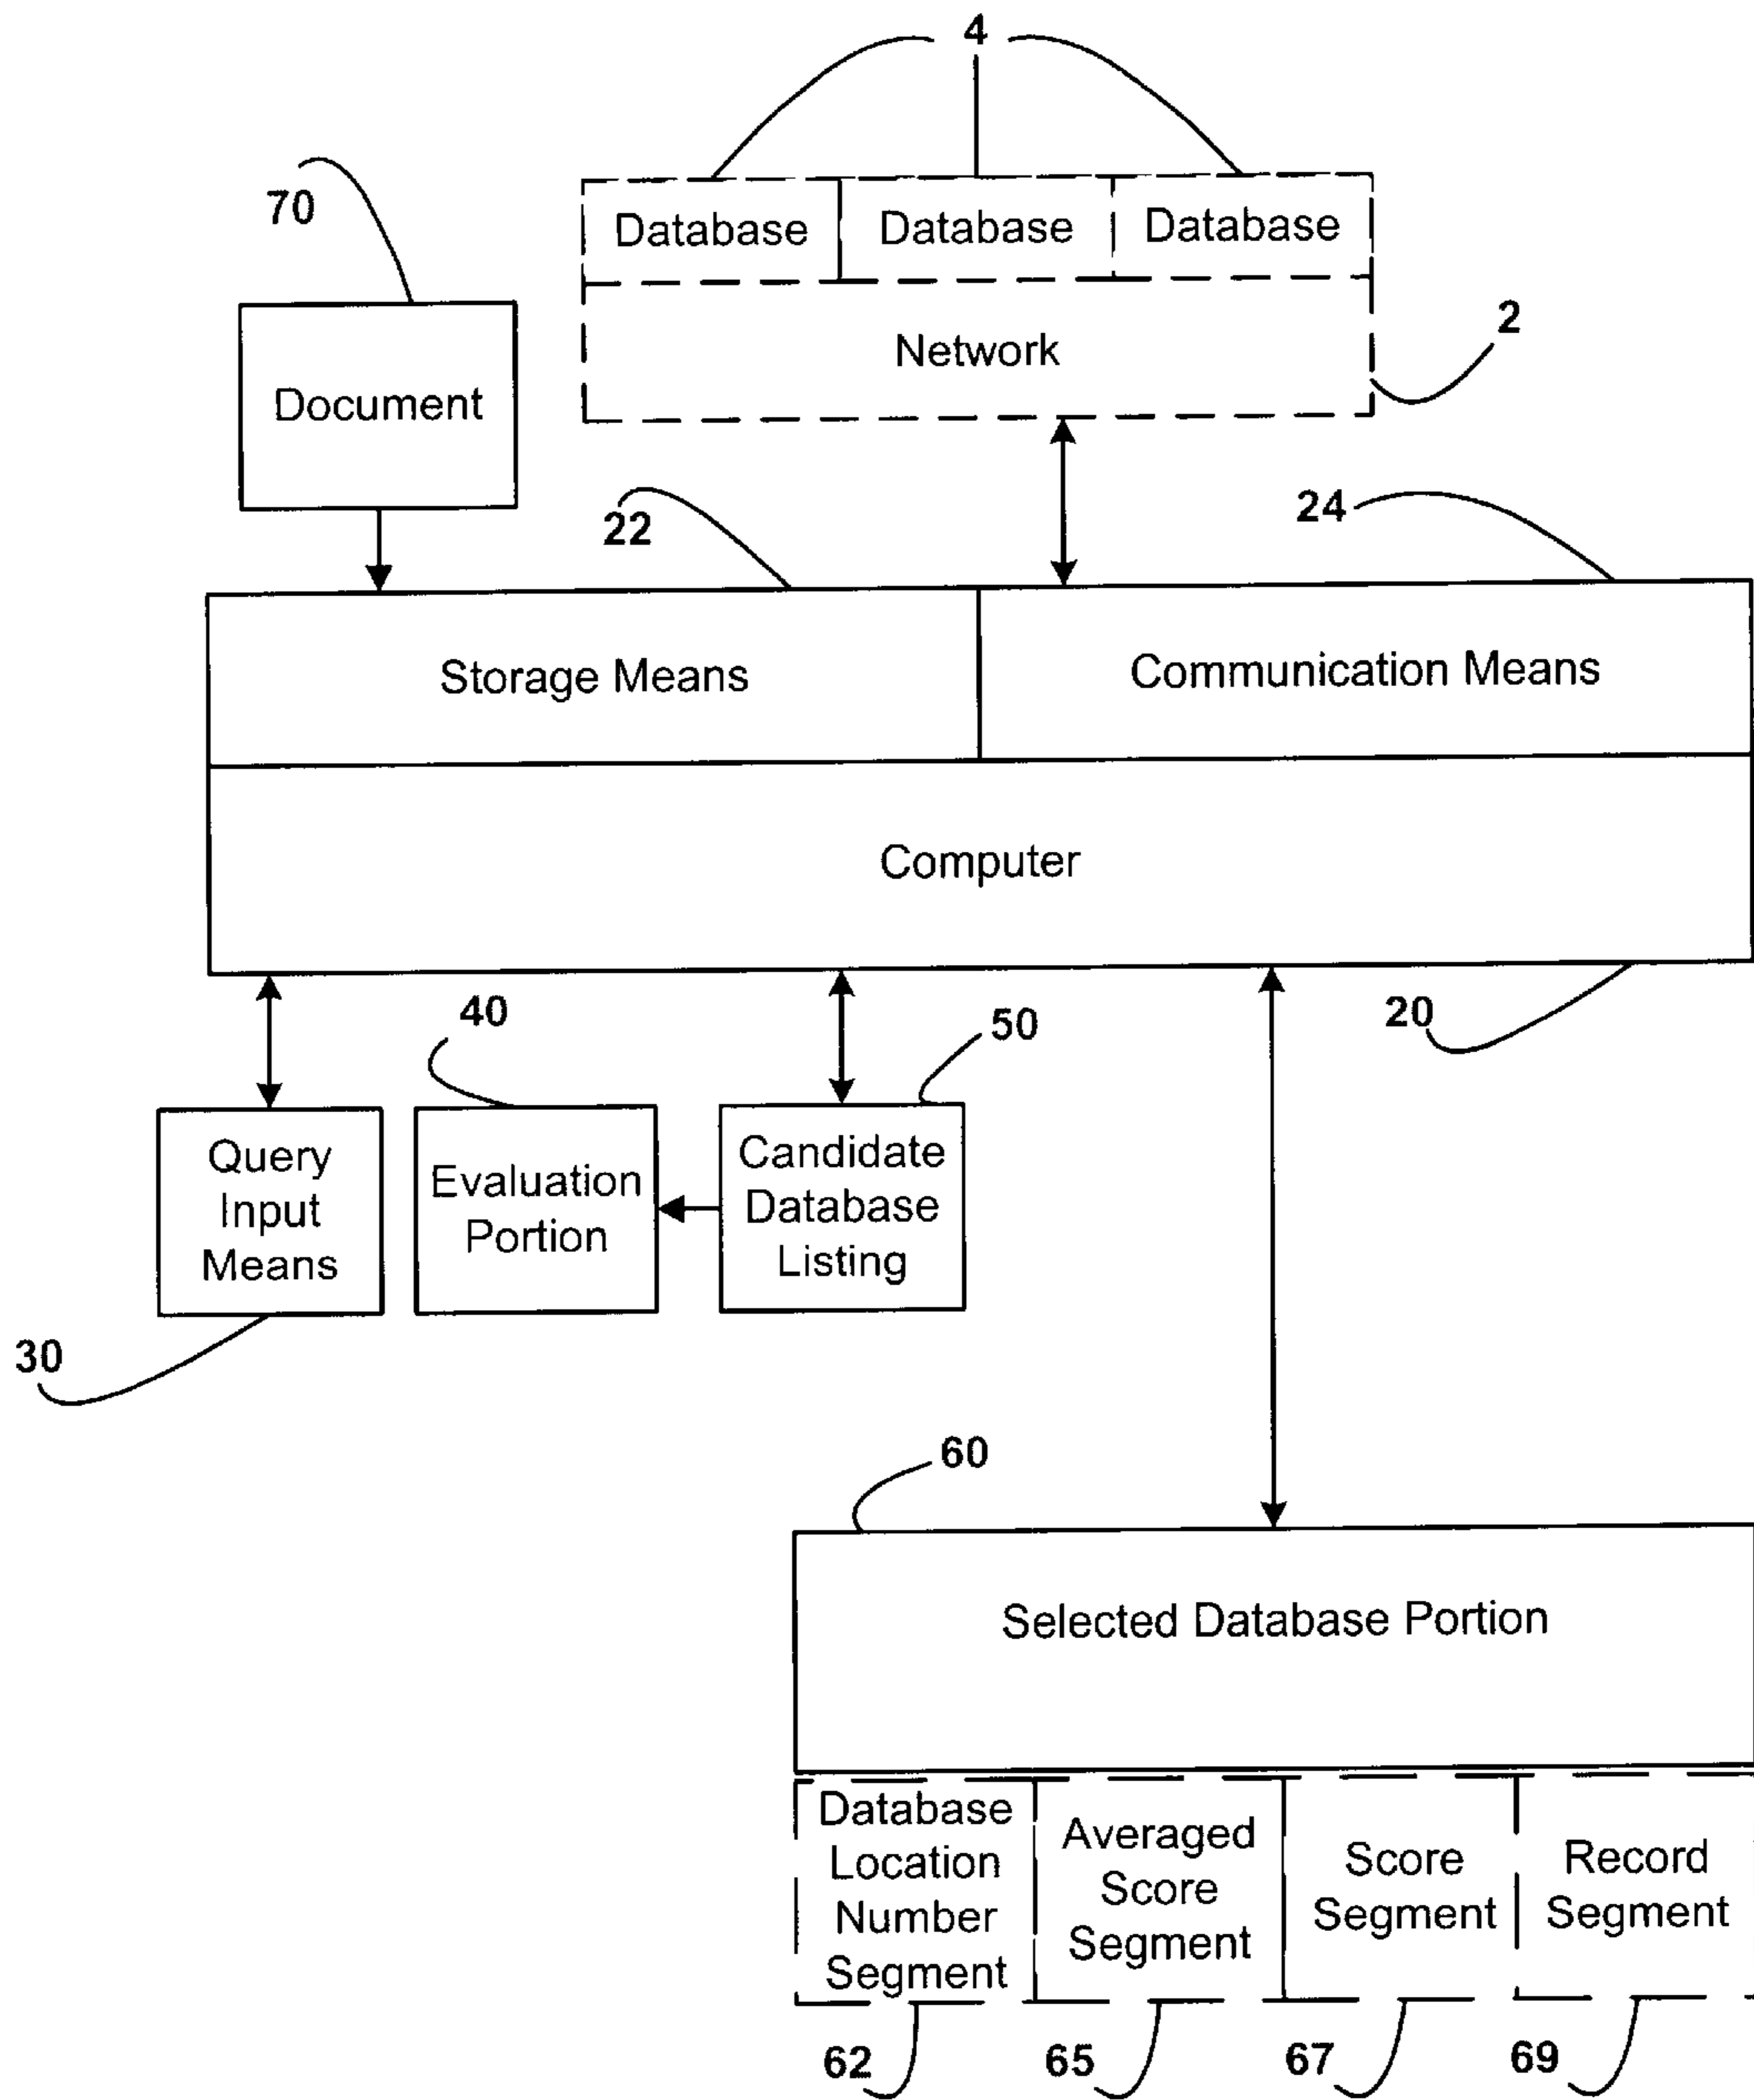 4
70
Database Database Database
2
Network
Document
22
24
Storage Means
Communication Means
Computer
40
50
20
Query
Input
Means
Evaluation
Portion
Candidate
Database
Listing
30
60
Selected Database Portion
Database
Location
Number
Segment
Averaged
Score
Segment
Score
Segment
Record
Segment
62
65
67
69